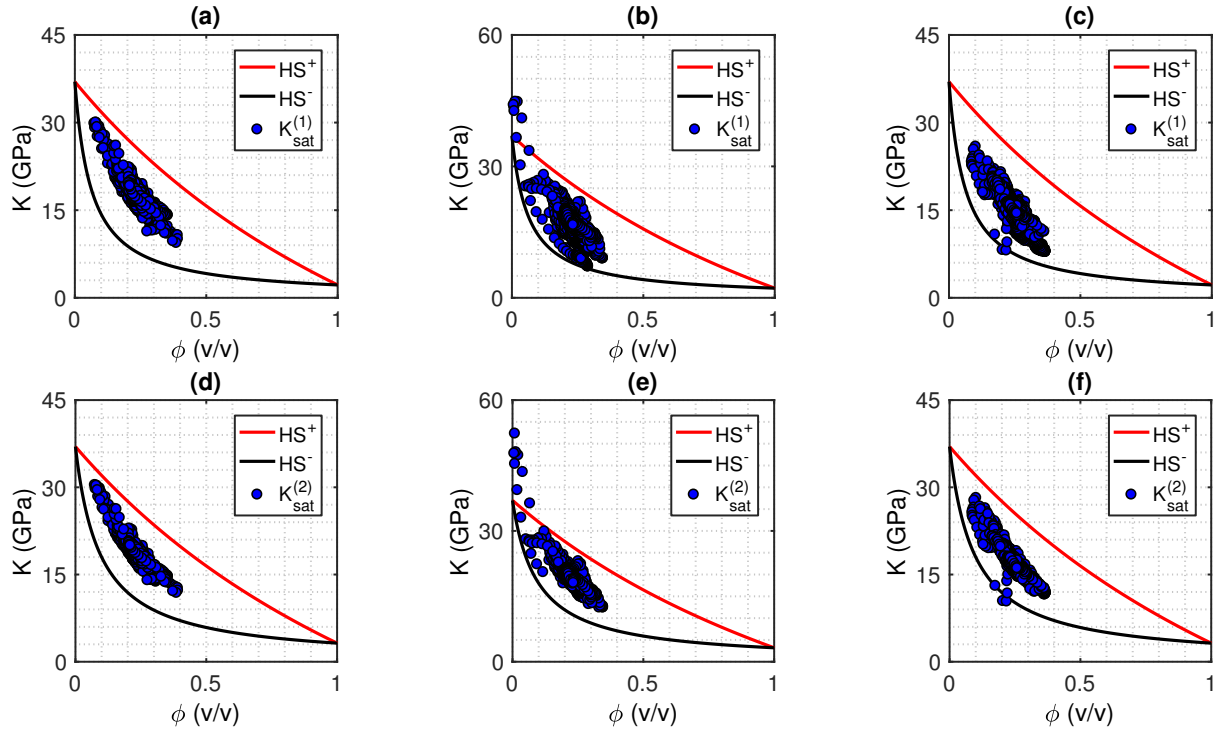 (a)
K (GPa)
45
30
15
0
0
0.5
1
ϕ (v/v)
HS+
HS-
K(1)sat
(b)
K (GPa)
60
30
0
0
0.5
1
ϕ (v/v)
HS+
HS-
K(1)sat
(c)
K (GPa)
45
30
15
0
0
0.5
1
ϕ (v/v)
HS+
HS-
K(1)sat
(d)
K (GPa)
45
30
15
0
0
0.5
1
ϕ (v/v)
HS+
HS-
K(2)sat
(e)
K (GPa)
60
30
0
0
0.5
1
ϕ (v/v)
HS+
HS-
K(2)sat
(f)
K (GPa)
45
30
15
0
0
0.5
1
ϕ (v/v)
HS+
HS-
K(2)sat